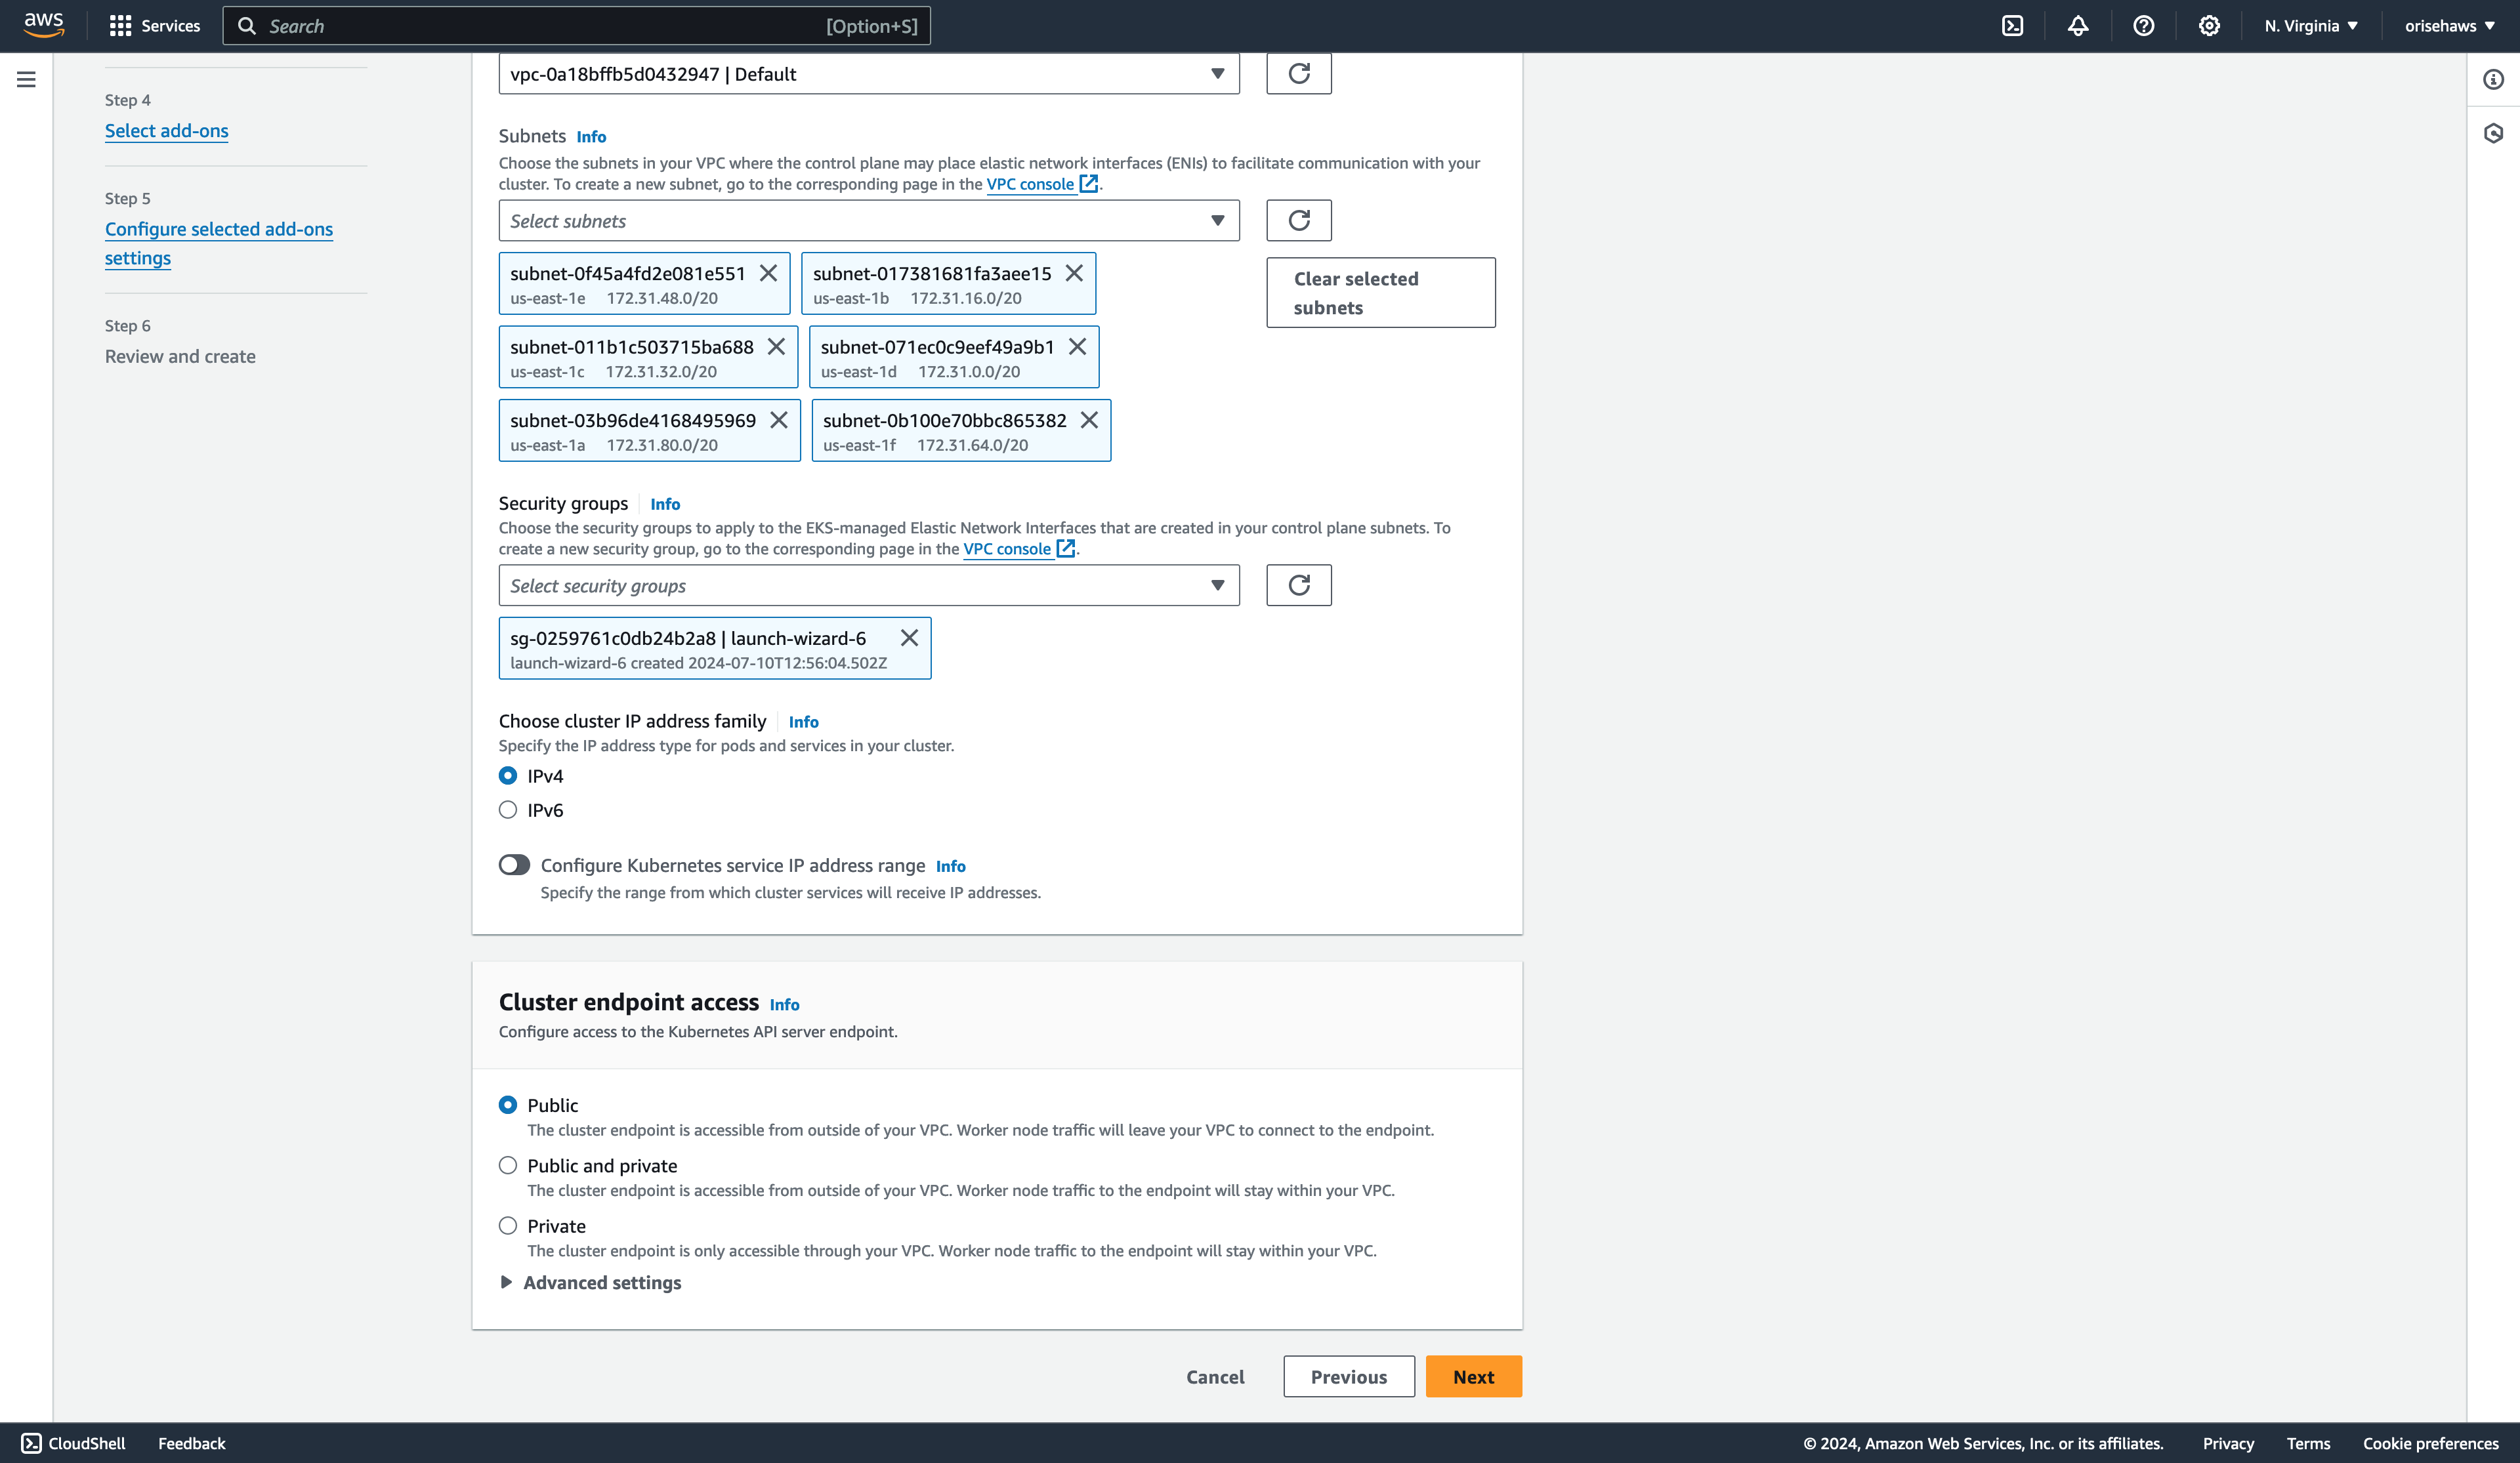 aws
Services
Search
[Option+S]
N. Virginia
orisehaws
Step 4
Select add-ons
Step 5
Configure selected add-ons
settings
Step 6
Review and create
vpc-0a18bffb5d0432947 | Default
Subnets Info
Choose the subnets in your VPC where the control plane may place elastic network interfaces (ENIs) to facilitate communication with your
cluster. To create a new subnet, go to the corresponding page in the VPC console .
Select subnets
subnet-0f45a4fd2e081e551
us-east-1e 172.31.48.0/20
subnet-017381681fa3aee15
us-east-1b 172.31.16.0/20
Clear selected
subnets
subnet-011b1c503715ba688
us-east-1c 172.31.32.0/20
subnet-071ec0c9eef49a9b1
us-east-1d 172.31.0.0/20
subnet-03b96de4168495969
us-east-1a 172.31.80.0/20
subnet-0b100e70bbc865382
us-east-1f 172.31.64.0/20
Security groups Info
Choose the security groups to apply to the EKS-managed Elastic Network Interfaces that are created in your control plane subnets. To
create a new security group, go to the corresponding page in the VPC console .
Select security groups
sg-0259761c0db24b2a8 | launch-wizard-6
launch-wizard-6 created 2024-07-10T12:56:04.502Z
Choose cluster IP address family Info
Specify the IP address type for pods and services in your cluster.
IPv4
IPv6
Configure Kubernetes service IP address range Info
Specify the range from which cluster services will receive IP addresses.
Cluster endpoint access Info
Configure access to the Kubernetes API server endpoint.
Public
The cluster endpoint is accessible from outside of your VPC. Worker node traffic will leave your VPC to connect to the endpoint.
Public and private
The cluster endpoint is accessible from outside of your VPC. Worker node traffic to the endpoint will stay within your VPC.
Private
The cluster endpoint is only accessible through your VPC. Worker node traffic to the endpoint will stay within your VPC.
Advanced settings
Cancel
Previous
Next
CloudShell
Feedback
© 2024, Amazon Web Services, Inc. or its affiliates.
Privacy
Terms
Cookie preferences